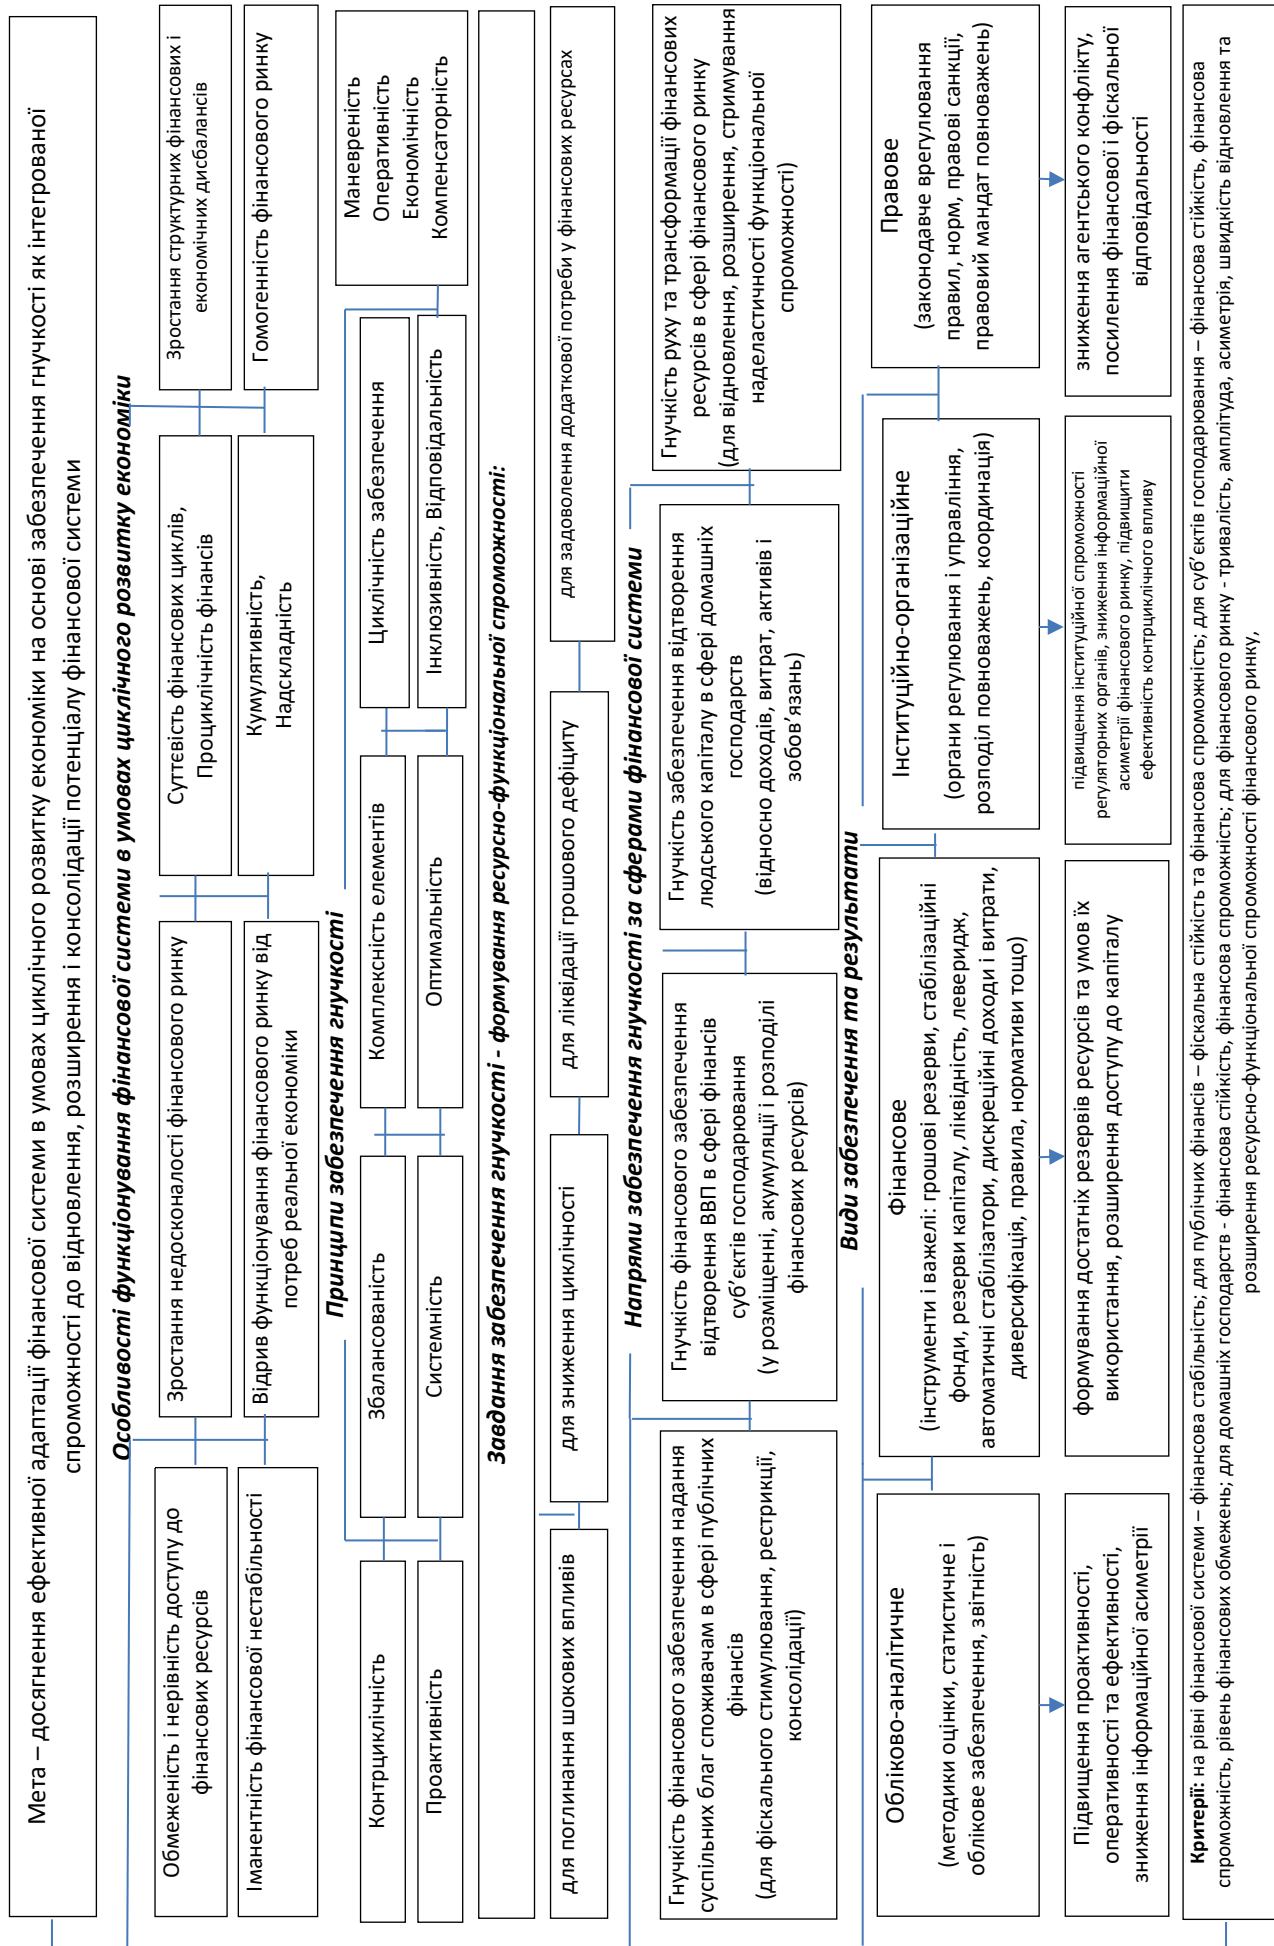 Мета – досягнення ефективної адаптації фінансової системи в умовах циклічного розвитку економіки на основі забезпечення гнучкості як інтегрованої
спроможності до відновлення, розширення і консолідації потенціалу фінансової системи
Особливості функціонування фінансової системи в умовах циклічного розвитку економіки
Обмеженість і нерівність доступу до
фінансових ресурсів
Зростання недосконалості фінансового ринку
Суттєвість фінансових циклів,
Проциклічність фінансів
Зростання структурних фінансових і
економічних дисбалансів
Іманентність фінансової нестабільності
Відрив функціонування фінансового ринку від
потреб реальної економіки
Кумулятивність,
Надскладність
Гомогенність фінансового ринку
Принципи забезпечення гнучкості
Контрциклічність
Збалансованість
Комплексність елементів
Циклічність забезпечення
Маневреність
Оперативність
Економічність
Компенсаторність
Проактивність
Системність
Оптимальність
Інклюзивність, Відповідальність
Завдання забезпечення гнучкості - формування ресурсно-функціональної спроможності:
для поглинання шокових впливів
для зниження циклічності
для ліквідації грошового дефіциту
для задоволення додаткової потреби у фінансових ресурсах
Напрями забезпечення гнучкості за сферами фінансової системи
Гнучкість фінансового забезпечення надання
суспільних благ споживачам в сфері публічних
фінансів
(для фіскального стимулювання, рестрикції,
консолідації)
Гнучкість фінансового забезпечення
відтворення ВВП в сфері фінансів
суб’єктів господарювання
(у розміщенні, акумуляції і розподілі
фінансових ресурсів)
Гнучкість забезпечення відтворення
людського капіталу в сфері домашніх
господарств
(відносно доходів, витрат, активів і
зобов’язань)
Гнучкість руху та трансформації фінансових
ресурсів в сфері фінансового ринку
(для відновлення, розширення, стримування
наделастичності функціональної
спроможності)
Види забезпечення та результати
Обліково-аналітичне
(методики оцінки, статистичне і
облікове забезпечення, звітність)
Фінансове
(інструменти і важелі: грошові резерви, стабілізаційні
фонди, резерви капіталу, ліквідність, леверидж,
автоматичні стабілізатори, дискреційні доходи і витрати,
диверсифікація, правила, нормативи тощо)
Інституційно-організаційне
(органи регулювання і управління,
розподіл повноважень, координація)
Правове
(законодавче врегулювання
правил, норм, правові санкції,
правовий мандат повноважень)
Підвищення проактивності,
оперативності та ефективності,
зниження інформаційної асиметрії
формування достатніх резервів ресурсів та умов їх
використання, розширення доступу до капіталу
підвищення інституційної спроможності
регуляторних органів, зниження інформаційної
асиметрії фінансового ринку, підвищити
ефективність контрциклічного впливу
зниження агентського конфлікту,
посилення фінансової і фіскальної
відповідальності
Критерії: на рівні фінансової системи – фінансова стабільність; для публічних фінансів – фіскальна стійкість та фінансова спроможність; для суб’єктів господарювання – фінансова стійкість, фінансова
спроможність, рівень фінансових обмежень; для домашніх господарств - фінансова стійкість, фінансова спроможність; для фінансового ринку - тривалість, амплітуда, асиметрія, швидкість відновлення та
розширення ресурсно-функціональної спроможності фінансового ринку,